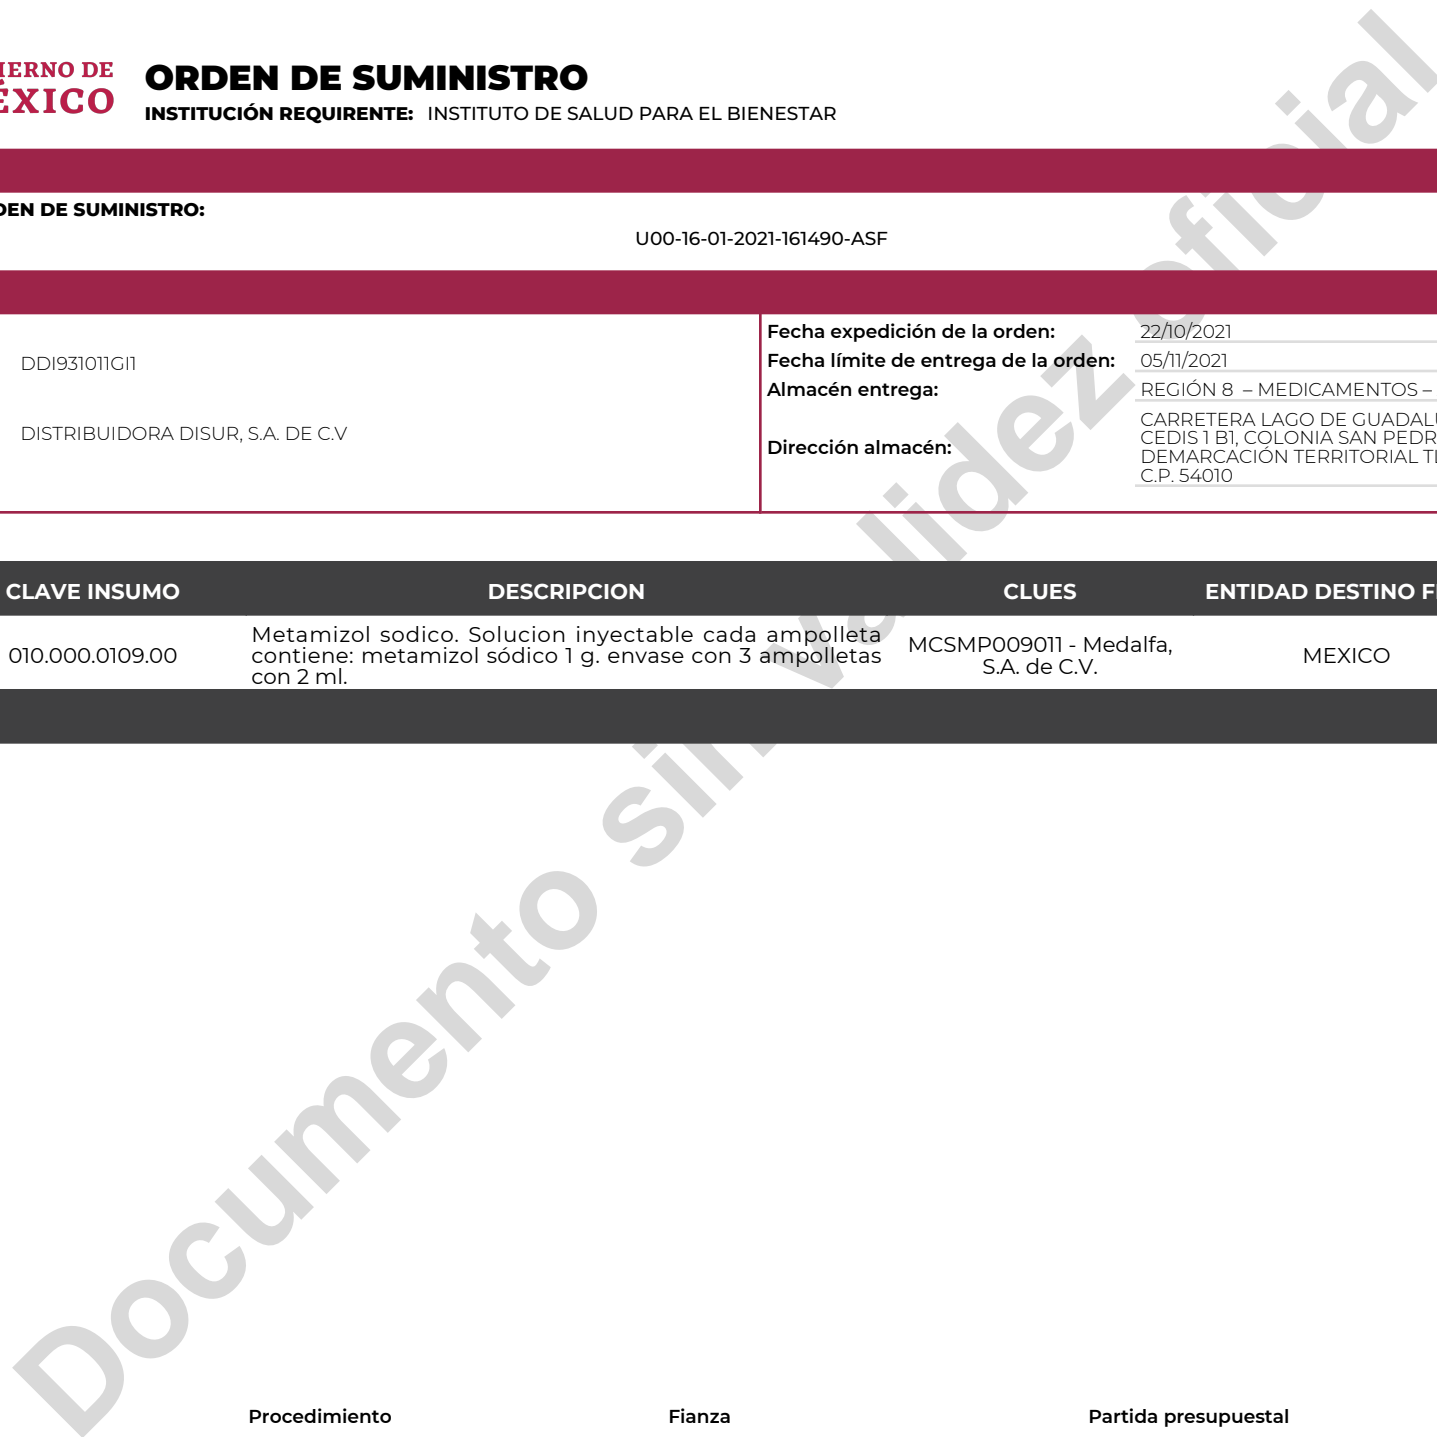 IERNO DE
ÉXICO
ORDEN DE SUMINISTRO
INSTITUCIÓN REQUIRENTE: INSTITUTO DE SALUD PARA EL BIENESTAR
DEN DE SUMINISTRO:
U00-16-01-2021-161490-ASF
DDI931011GI1
DISTRIBUIDORA DISUR, S.A. DE C.V
Fecha expedición de la orden: 22/10/2021
Fecha límite de entrega de la orden: 05/11/2021
Almacén entrega: REGIÓN 8 – MEDICAMENTOS –
Dirección almacén:
CARRETERA LAGO DE GUADALU
CEDIS 1 B1, COLONIA SAN PEDR
DEMARCACIÓN TERRITORIAL TL
C.P. 54010
CLAVE INSUMO DESCRIPCION CLUES ENTIDAD DESTINO FI
010.000.0109.00
Metamizol sodico. Solucion inyectable cada ampolleta
contiene: metamizol sódico 1 g. envase con 3 ampolletas
con 2 ml.
MCSMP009011 - Medalfa,
S.A. de C.V.
MEXICO
Documento sin validez oficial
Procedimiento Fianza Partida presupuestal